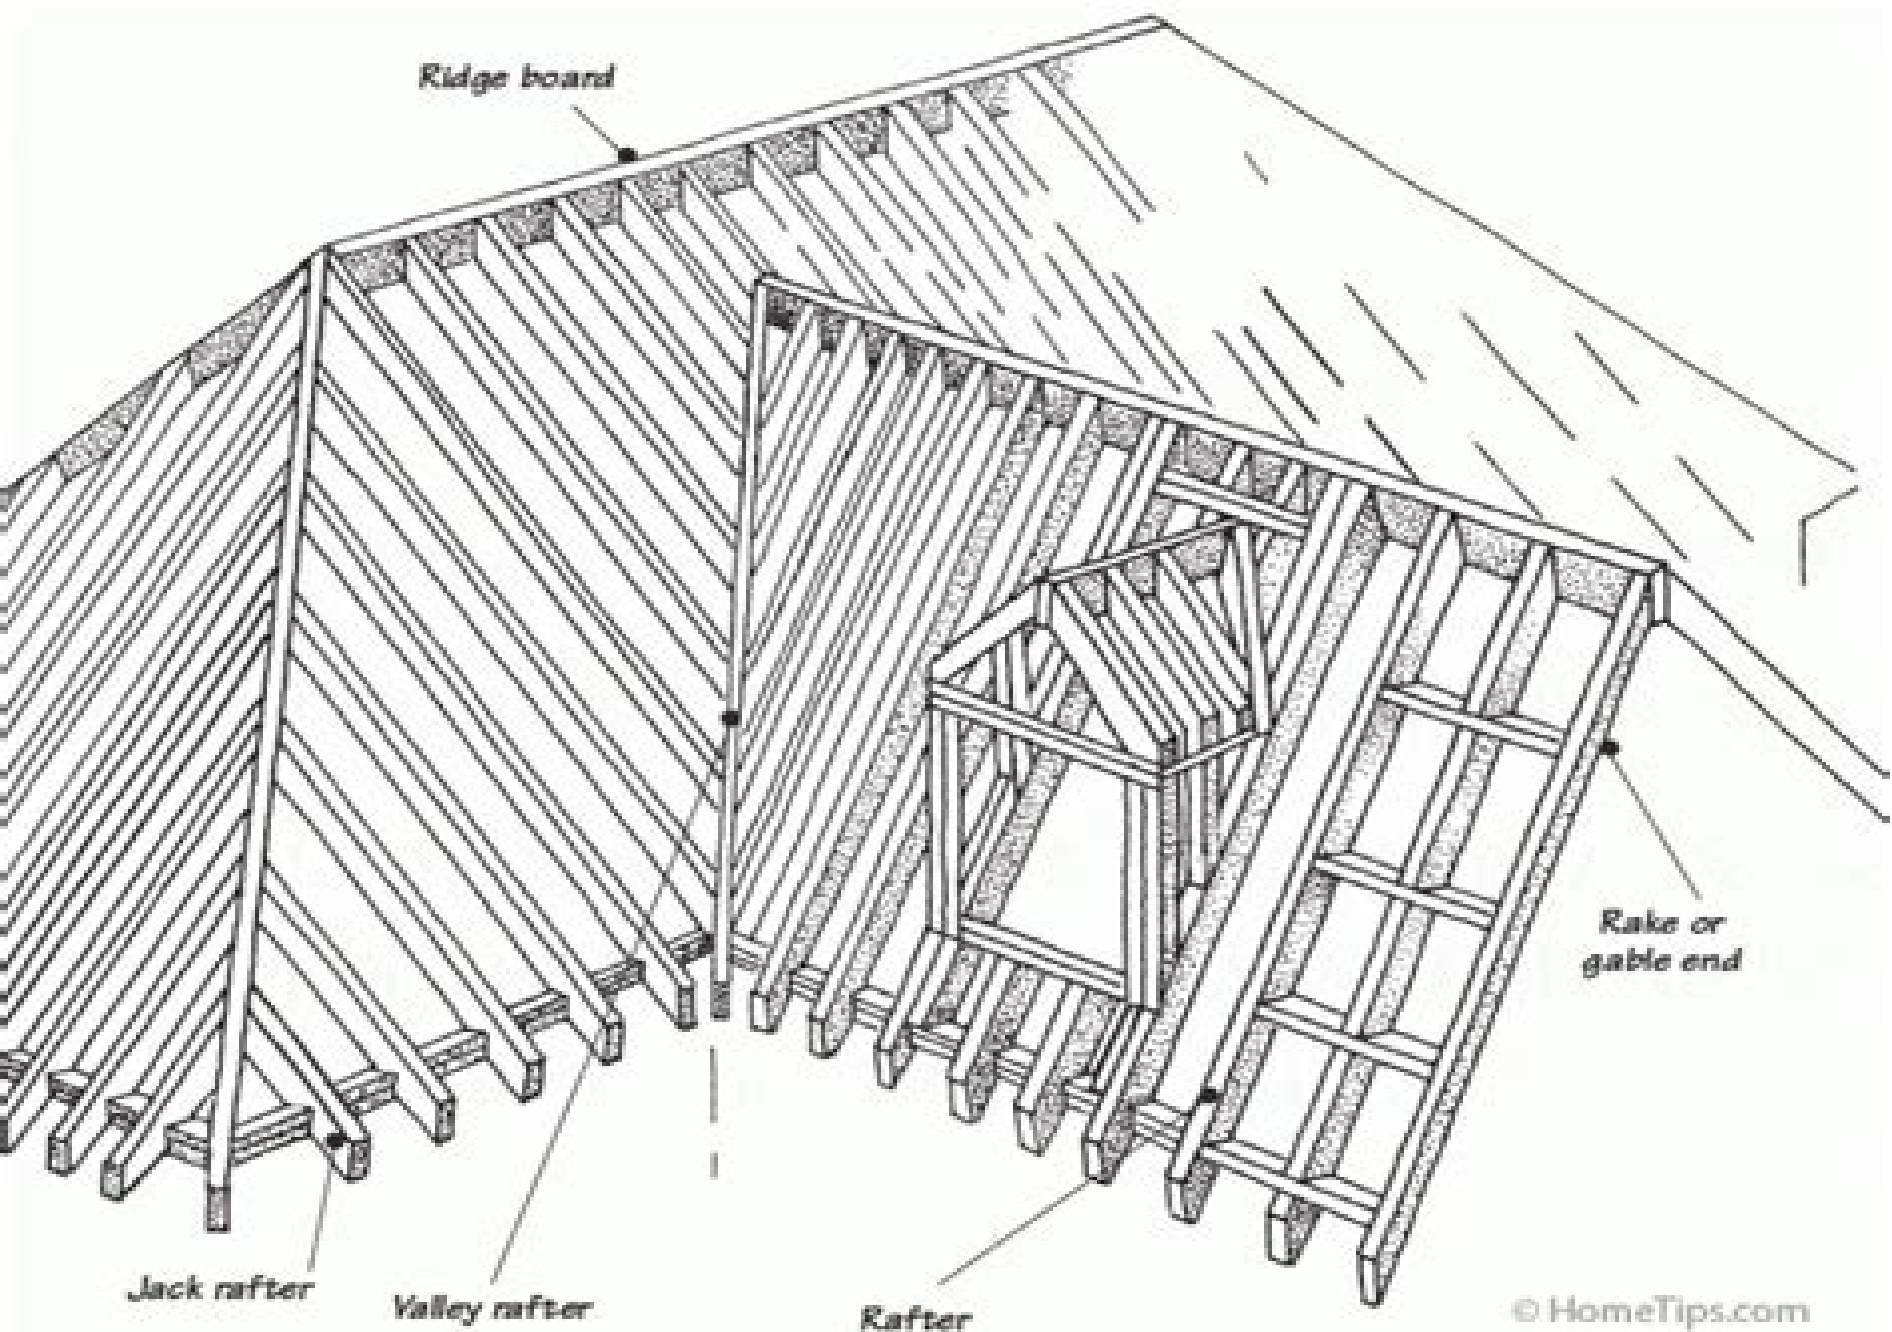 Ridge board
Rake or
gable end
Jack rafter
Valley rafter
Rafter
© HomeTips.com